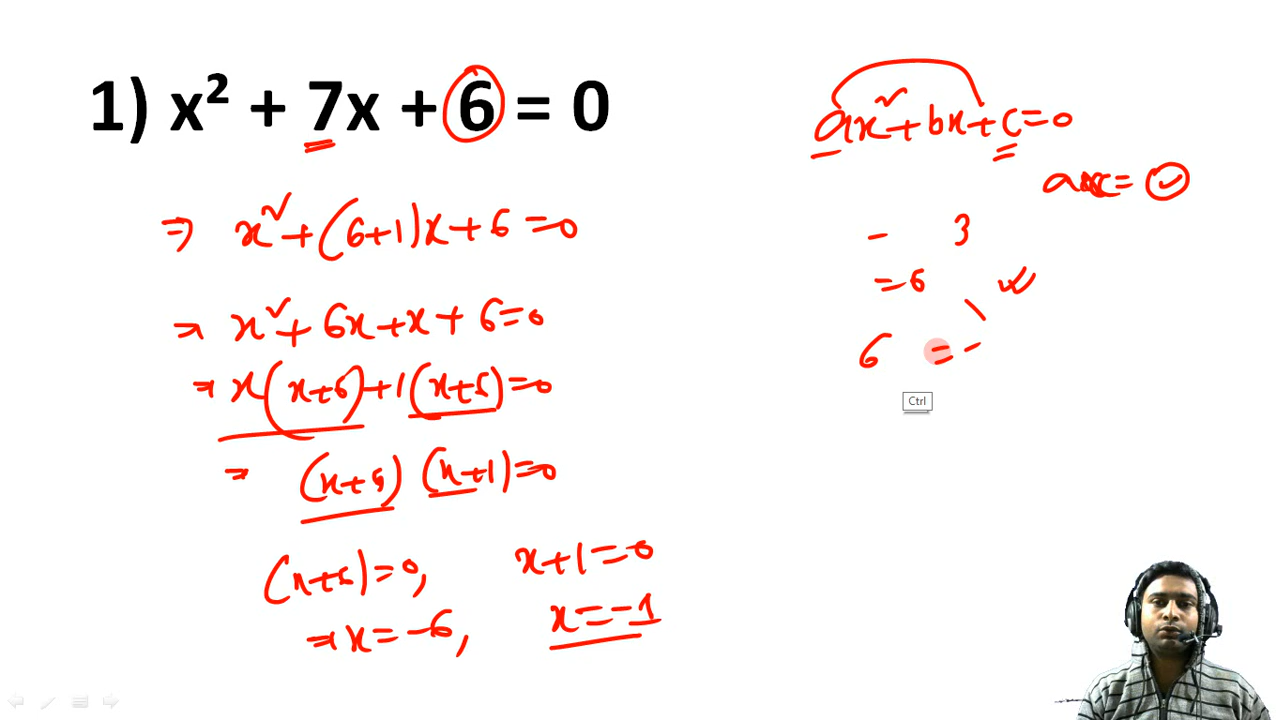 1) x² + 7x + 6 = 0
ax² + bx + c = 0
a×c =
⇒ x² + (6+1)x + 6 = 0
- 3
= 6
⇒ x² + 6x + x + 6 = 0
6 = -
⇒ x(x+6) + 1(x+6) = 0
Ctrl
⇒ (x+6) (x+1) = 0
(x+6) = 0, x+1 = 0
⇒ x = -6, x = -1